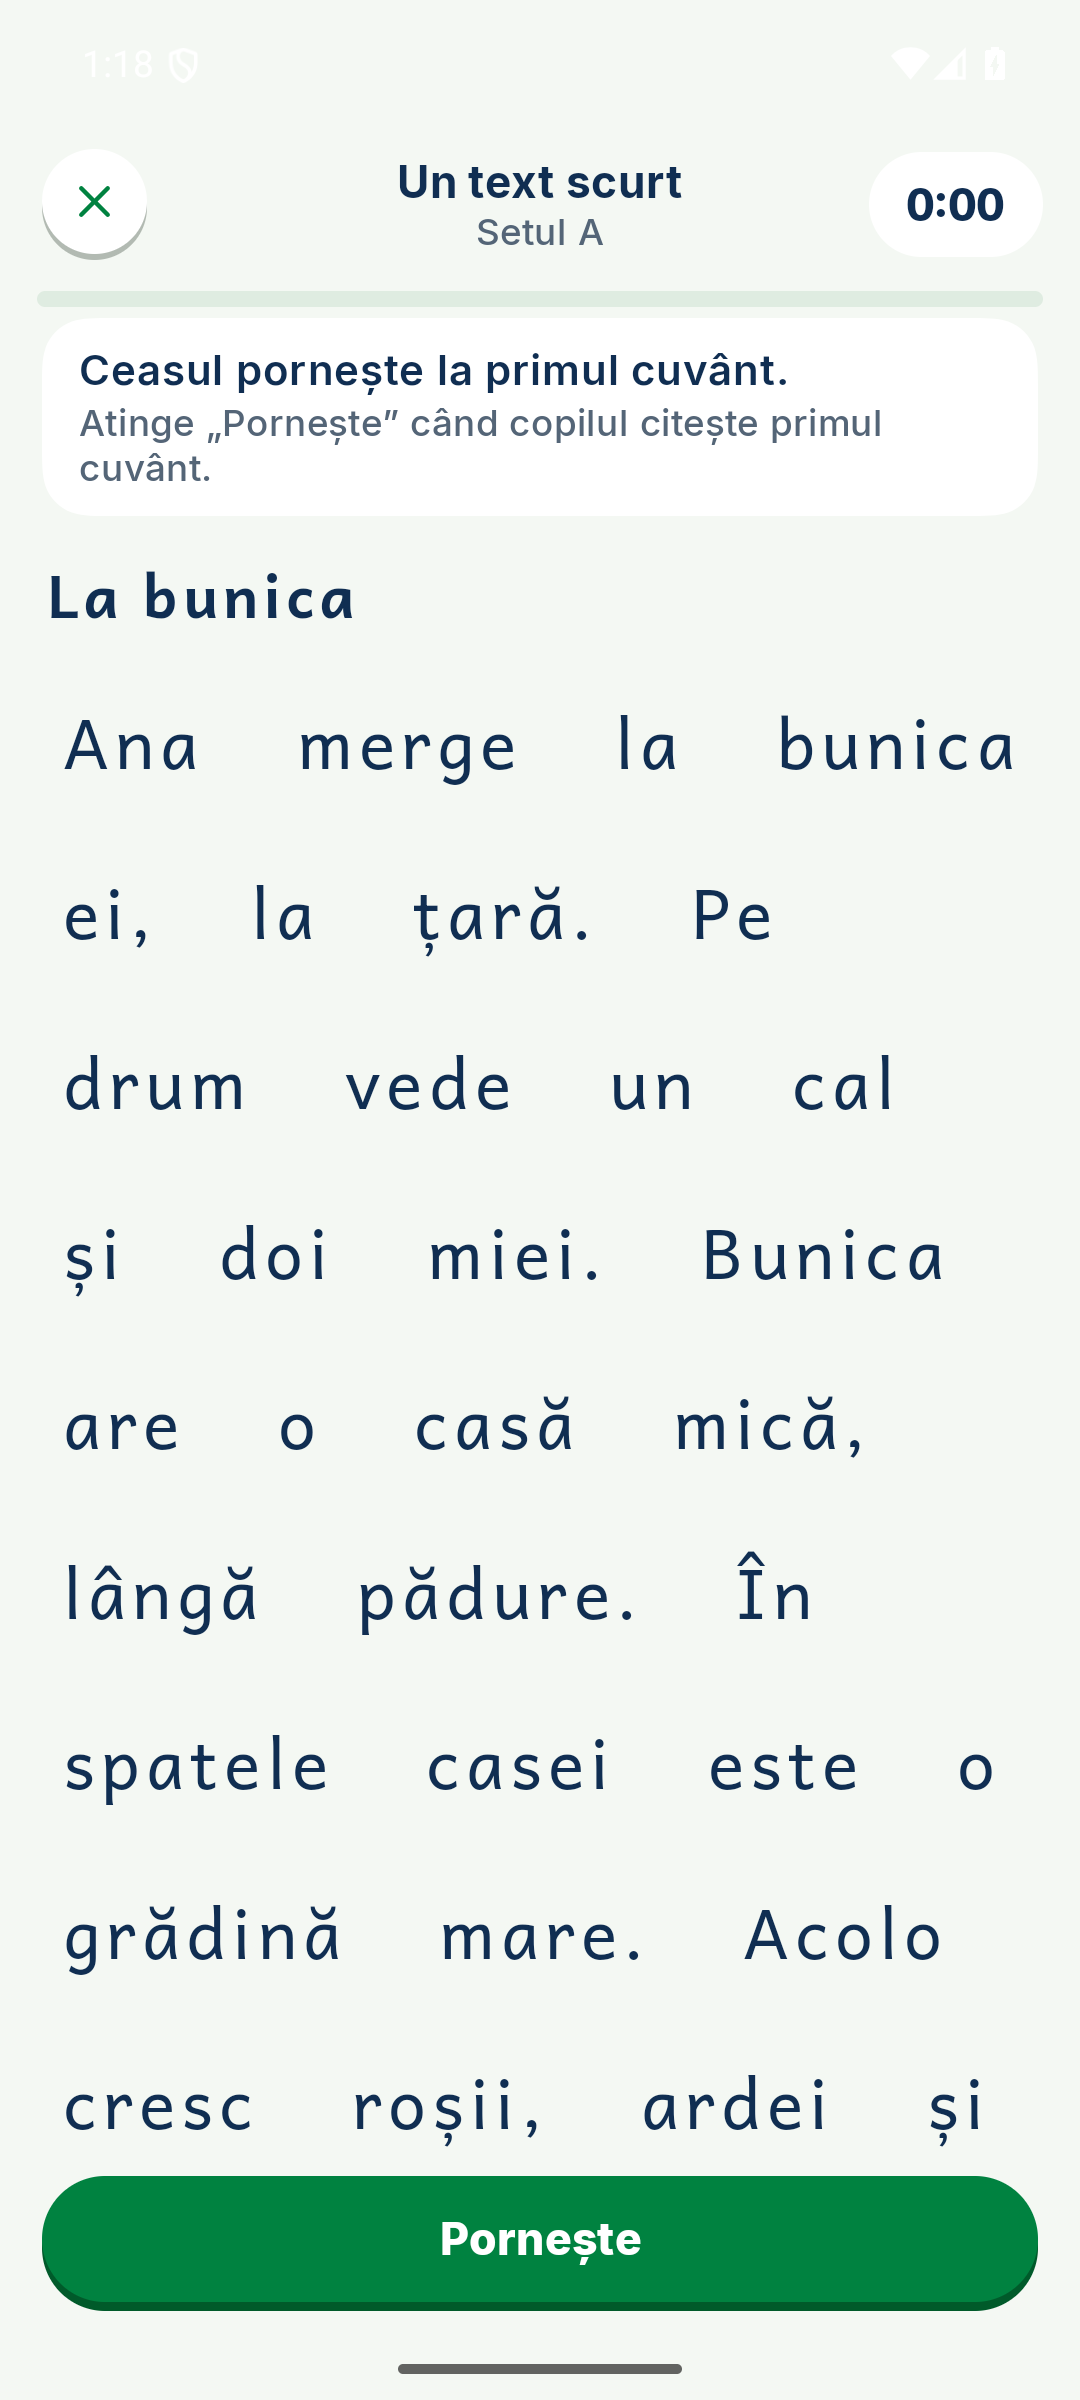 1:18
Un text scurt
Setul A
0:00
Ceasul pornește la primul cuvânt.
Atinge „Pornește” când copilul citește primul
cuvânt.
La bunica
Ana merge la bunica
ei, la țară. Pe
drum vede un cal
și doi miei. Bunica
are o casă mică,
lângă pădure. În
spatele casei este o
grădină mare. Acolo
cresc roșii, ardei și
Pornește